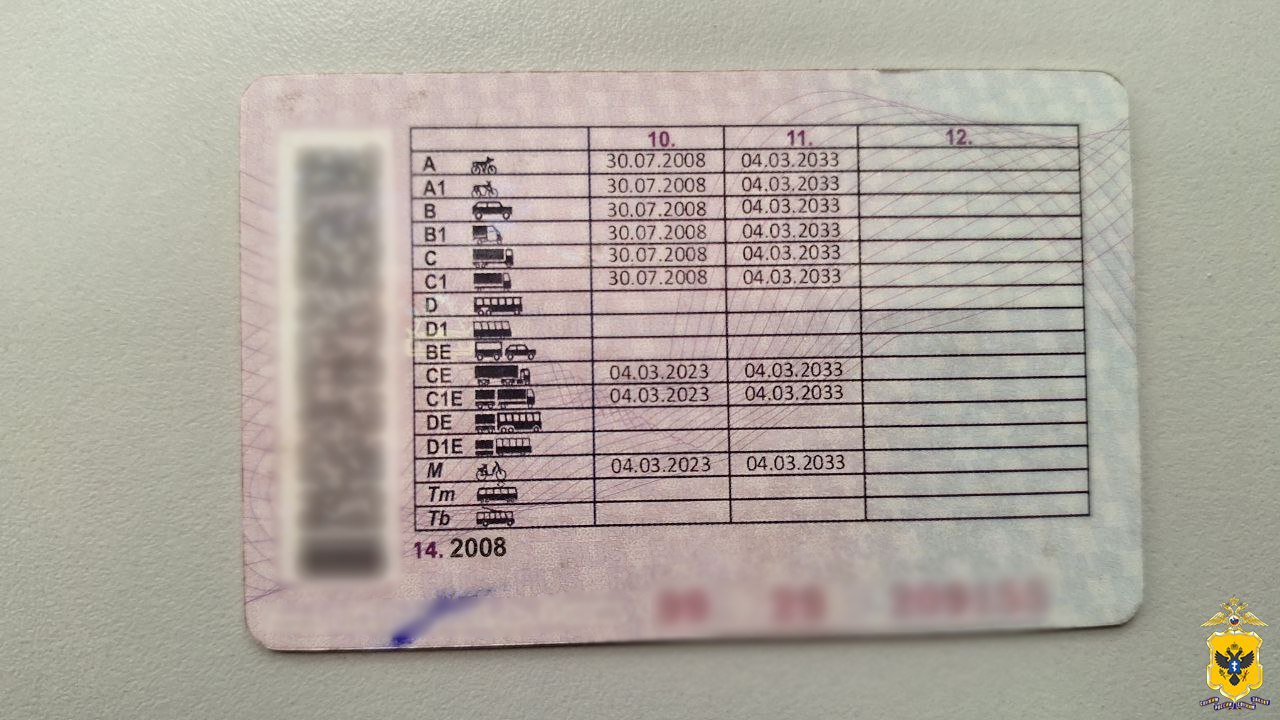 10. 11. 12.
A 30.07.2008 04.03.2033
A1 30.07.2008 04.03.2033
B 30.07.2008 04.03.2033
B1 30.07.2008 04.03.2033
C 30.07.2008 04.03.2033
C1 30.07.2008 04.03.2033
D
D1
BE
CE 04.03.2023 04.03.2033
C1E 04.03.2023 04.03.2033
DE
D1E
M 04.03.2023 04.03.2033
Tm
Tb
14. 2008